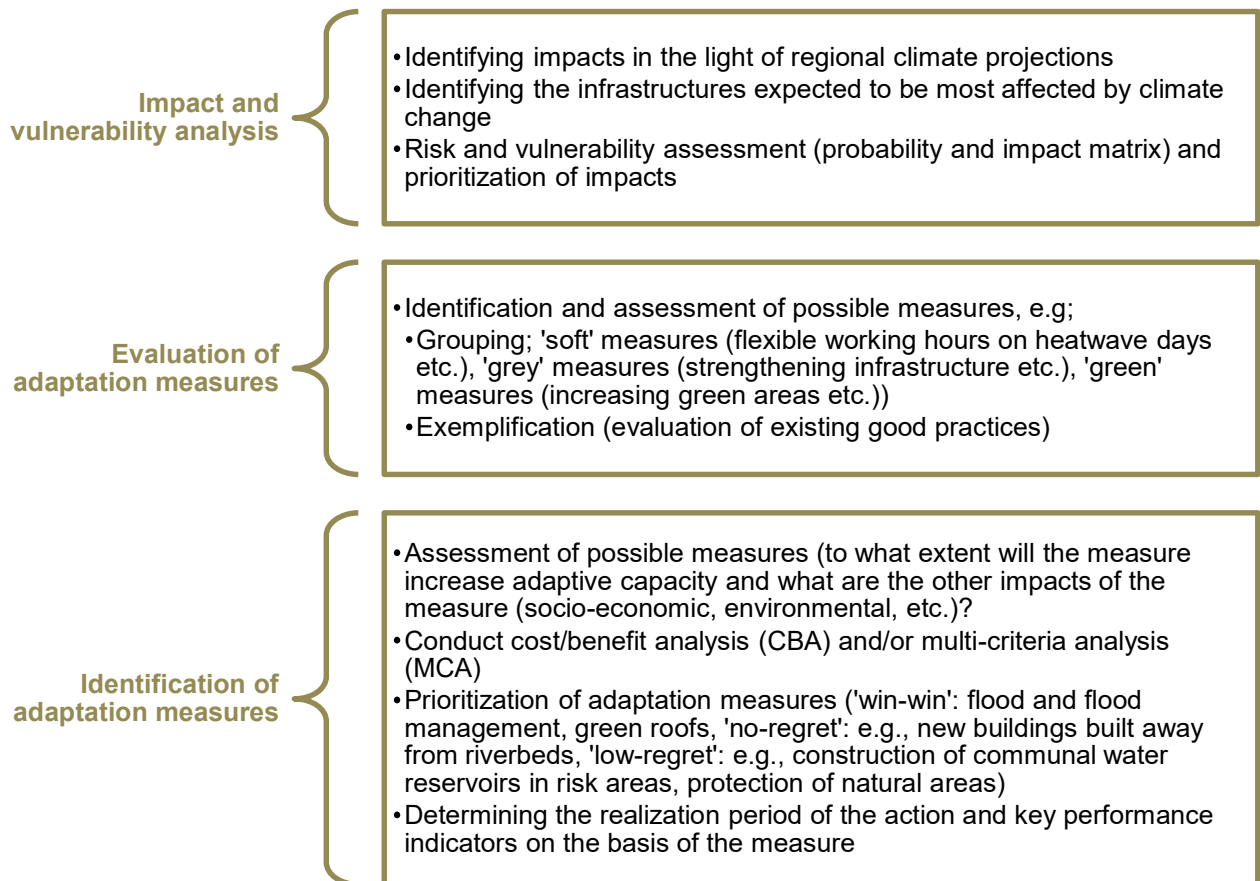 Impact and
vulnerability analysis
•Identifying impacts in the light of regional climate projections
•Identifying the infrastructures expected to be most affected by climate
change
•Risk and vulnerability assessment (probability and impact matrix) and
prioritization of impacts
Evaluation of
adaptation measures
•Identification and assessment of possible measures, e.g;
•Grouping; 'soft' measures (flexible working hours on heatwave days
etc.), 'grey' measures (strengthening infrastructure etc.), 'green'
measures (increasing green areas etc.))
•Exemplification (evaluation of existing good practices)
Identification of
adaptation measures
•Assessment of possible measures (to what extent will the measure
increase adaptive capacity and what are the other impacts of the
measure (socio-economic, environmental, etc.)?
•Conduct cost/benefit analysis (CBA) and/or multi-criteria analysis
(MCA)
•Prioritization of adaptation measures ('win-win': flood and flood
management, green roofs, 'no-regret': e.g., new buildings built away
from riverbeds, 'low-regret': e.g., construction of communal water
reservoirs in risk areas, protection of natural areas)
•Determining the realization period of the action and key performance
indicators on the basis of the measure